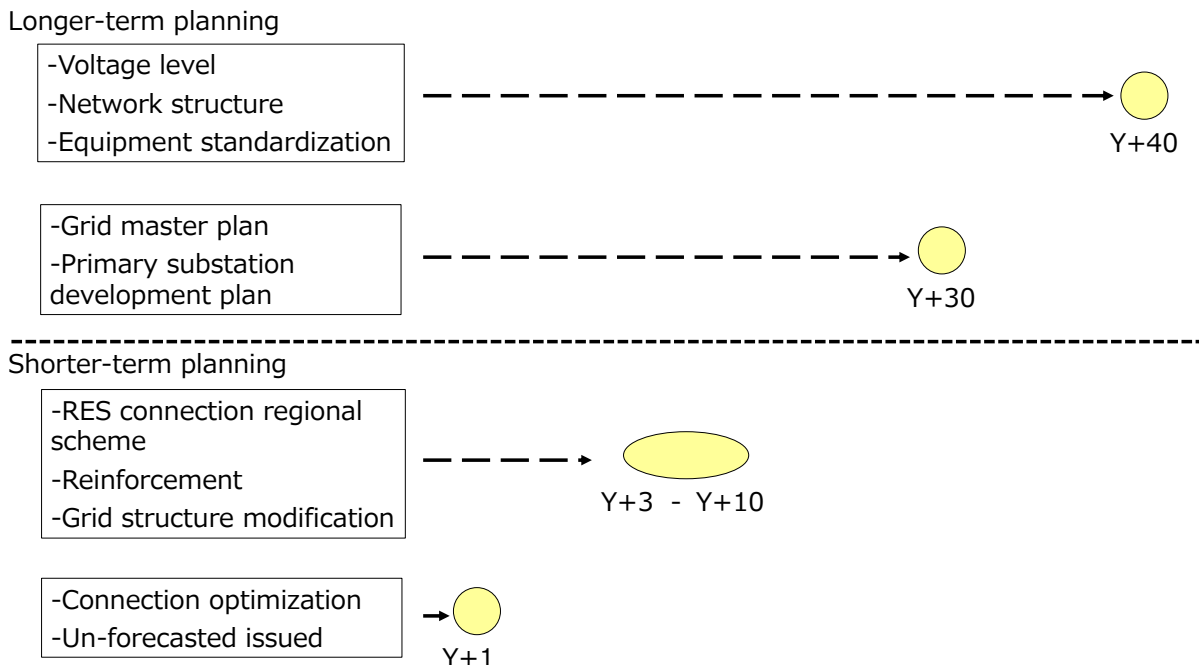 Longer-term planning
-Voltage level
-Network structure
-Equipment standardization
Y+40
-Grid master plan
-Primary substation
development plan
Y+30
Shorter-term planning
-RES connection regional
scheme
-Reinforcement
-Grid structure modification
Y+3 - Y+10
-Connection optimization
-Un-forecasted issued
Y+1